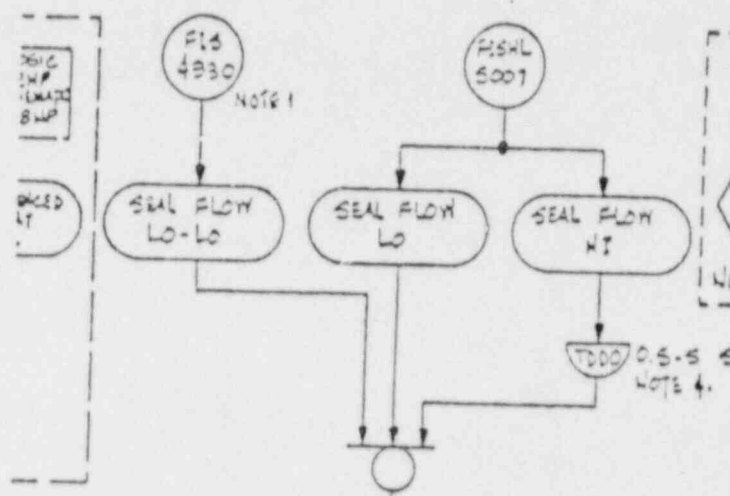 FIS
4930
NOTE 1
FISHL
5007
SEAL FLOW
LO-LO
SEAL FLOW
LO
SEAL FLOW
HI
TDDO
0.5-5 S
NOTE 4.